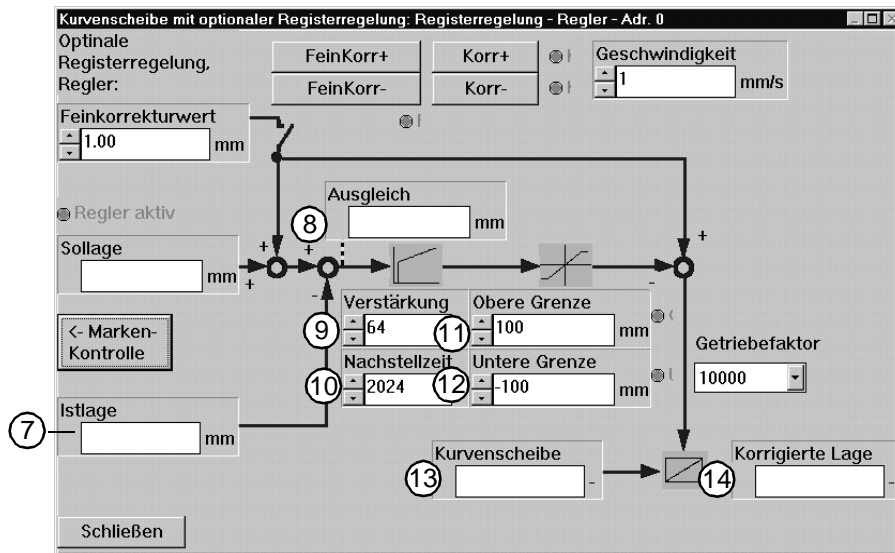 Kurvenscheibe mit optionaler Registerregelung: Registerregelung - Regler - Adr. 0
Optinale
Registerregelung,
Regler:
FeinKorr+
Korr+
FeinKorr-
Korr-
Geschwindigkeit
1
mm/s
Feinkorrekturwert
1.00
mm
Regler aktiv
8
Ausgleich
mm
+
+
+
+
-
-
Sollage
mm
<- Marken-
Kontrolle
9
Verstärkung
64
11
Obere Grenze
100
mm
10
Nachstellzeit
2024
12
Untere Grenze
-100
mm
Getriebefaktor
10000
7
Istlage
mm
13
Kurvenscheibe
-
14
Korrigierte Lage
-
Schließen